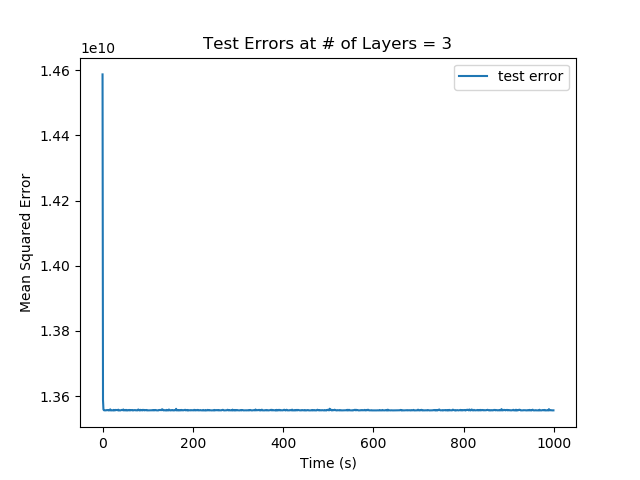 Test Errors at # of Layers = 3
1e10
test error
1.46
1.44
1.42
1.40
1.38
1.36
Mean Squared Error
0 200 400 600 800 1000
Time (s)